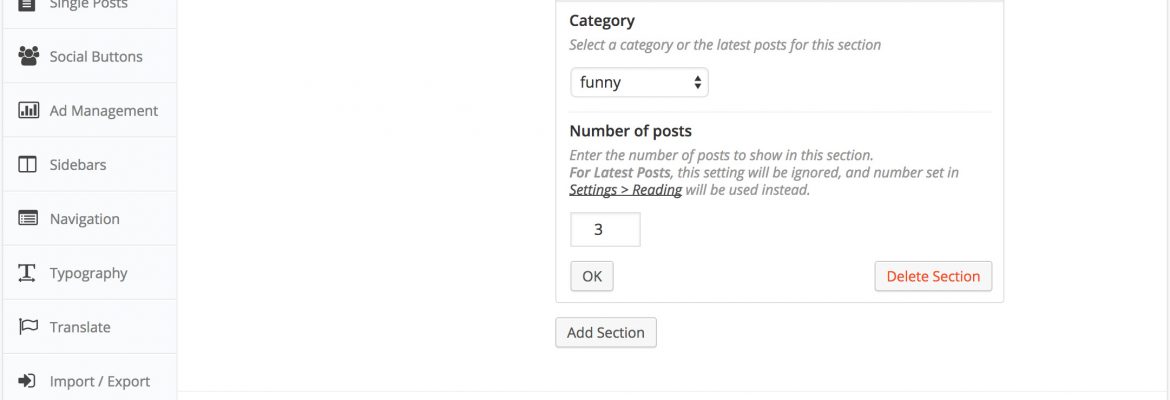 Single Posts
Social Buttons
Ad Management
Sidebars
Navigation
Typography
Translate
Import / Export
Category
Select a category or the latest posts for this section
funny
Number of posts
Enter the number of posts to show in this section.
For Latest Posts, this setting will be ignored, and number set in
Settings > Reading will be used instead.
3
OK
Delete Section
Add Section